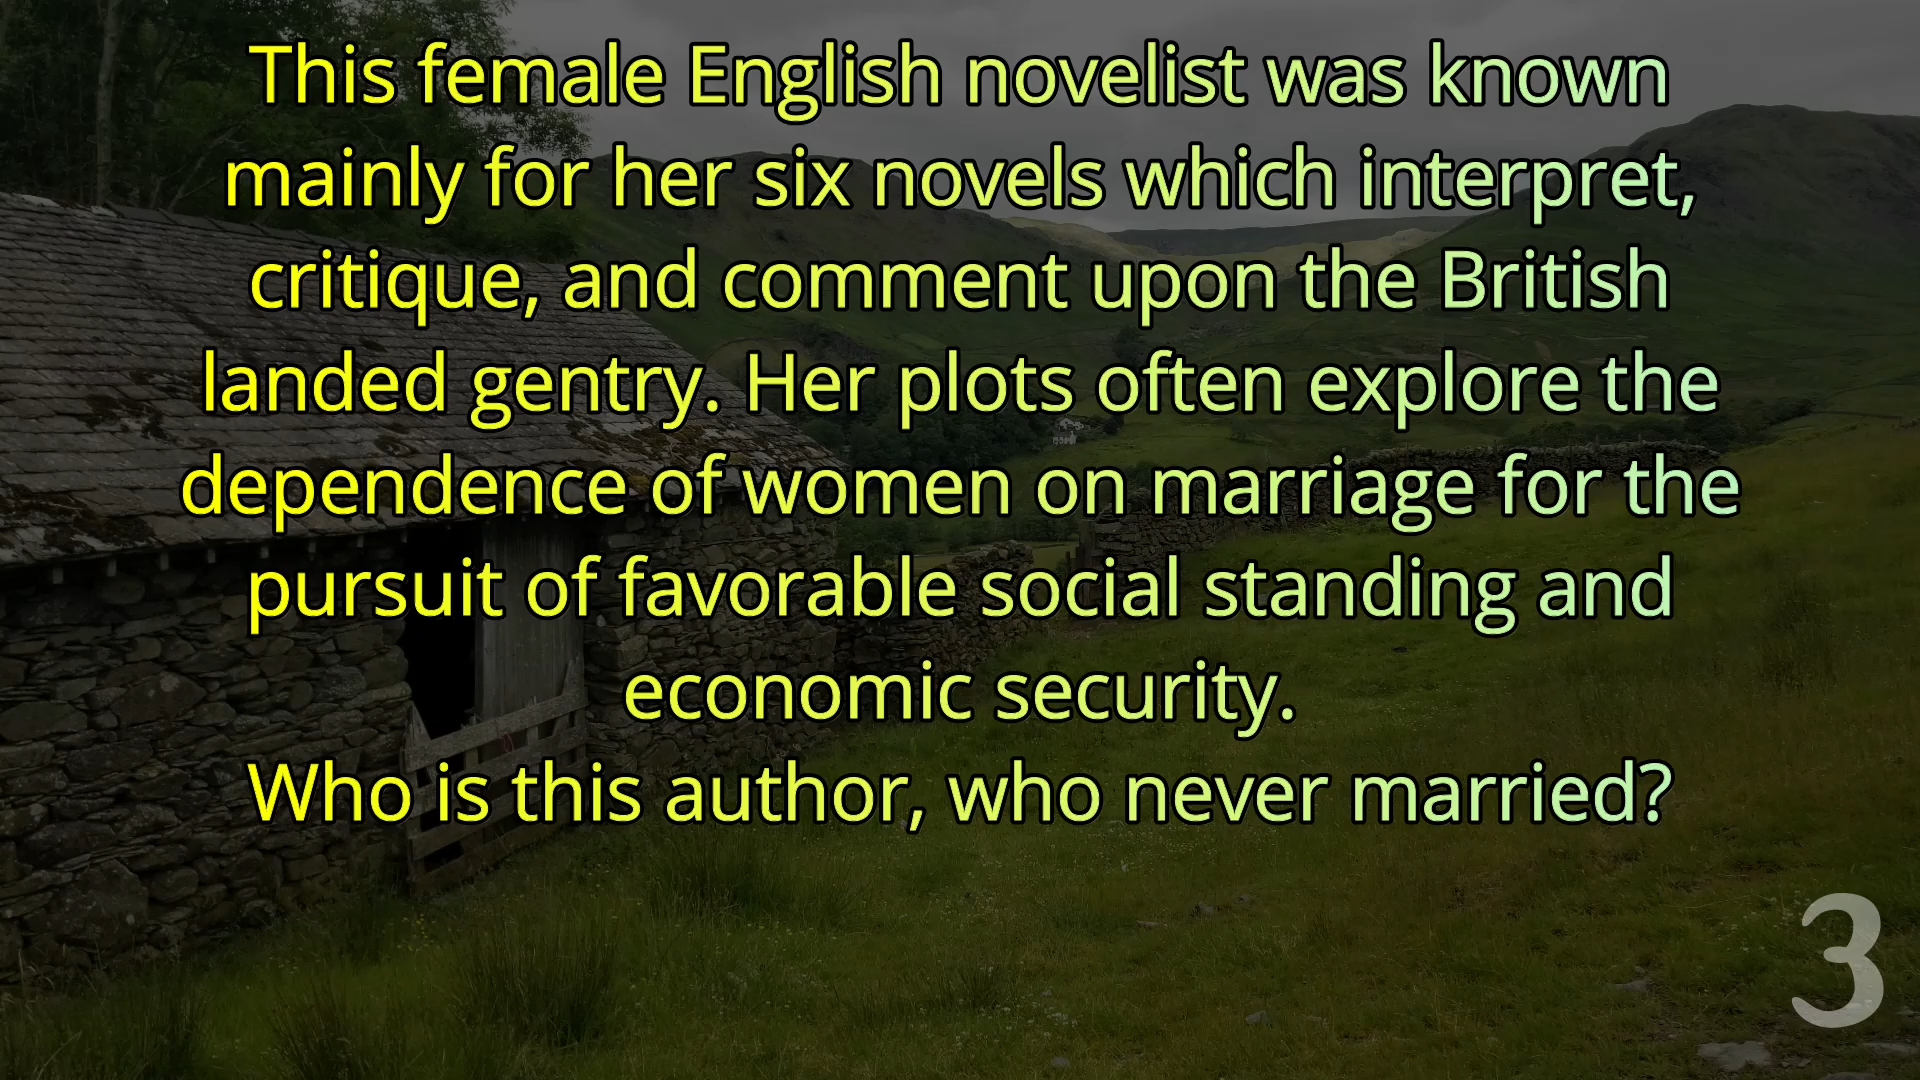 This female English novelist was known
mainly for her six novels which interpret,
critique, and comment upon the British
landed gentry. Her plots often explore the
dependence of women on marriage for the
pursuit of favorable social standing and
economic security.
Who is this author, who never married?
3